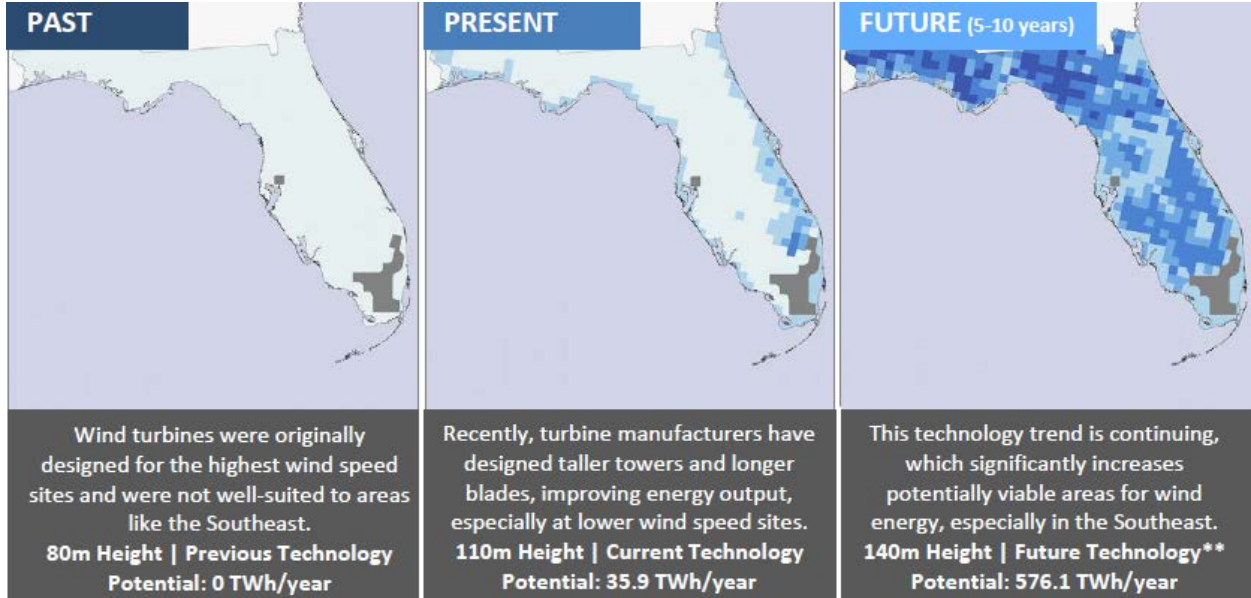 PAST
Wind turbines were originally
designed for the highest wind speed
sites and were not well-suited to areas
like the Southeast.
80m Height | Previous Technology
Potential: 0 TWh/year
PRESENT
Recently, turbine manufacturers have
designed taller towers and longer
blades, improving energy output,
especially at lower wind speed sites.
110m Height | Current Technology
Potential: 35.9 TWh/year
FUTURE (5-10 years)
This technology trend is continuing,
which significantly increases
potentially viable areas for wind
energy, especially in the Southeast.
140m Height | Future Technology**
Potential: 576.1 TWh/year